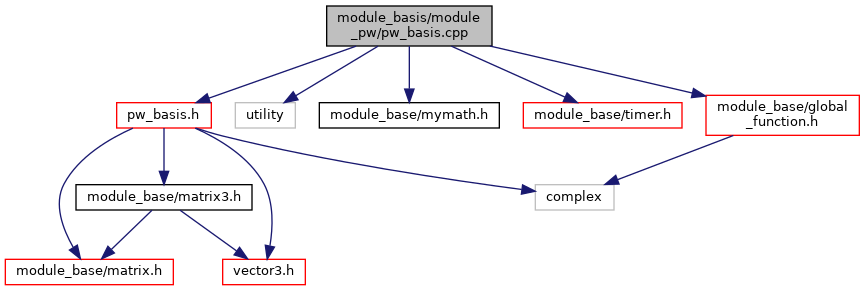 module_basis/module
_pw/pw_basis.cpp
pw_basis.h
utility
module_base/mymath.h
module_base/timer.h
module_base/global
_function.h
module_base/matrix3.h
complex
module_base/matrix.h
vector3.h